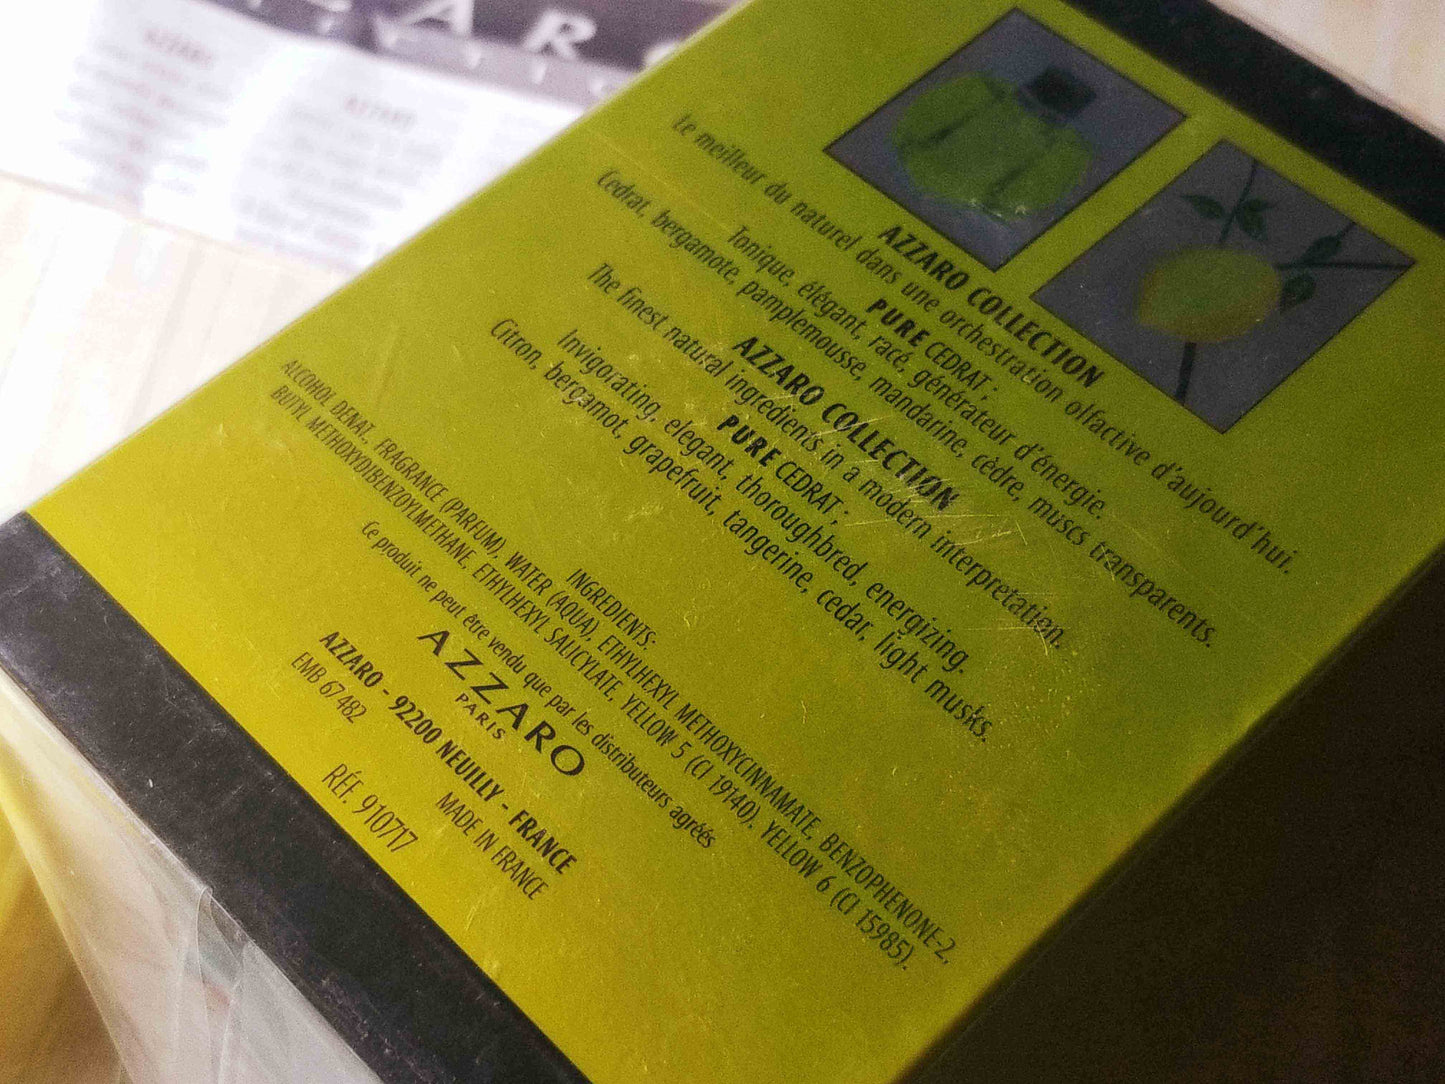 AZZARO COLLECTION
Le meilleur du naturel dans une orchestration olfactive d'aujourd'hui.
PURE CEDRAT ;
Tonique, élégant, racé, générateur d'énergie.
Cedrat, bergamote, pamplemousse, mandarine, cèdre, muscs transparents.
AZZARO COLLECTION
The finest natural ingredients in a modern interpretation.
PURE CEDRAT ;
Invigorating, elegant, thoroughbred, energizing.
Citron, bergamot, grapefruit, tangerine, cedar, light musks.
INGREDIENTS:
ALCOHOL DENAT., FRAGRANCE (PARFUM), WATER (AQUA), ETHYLHEXYL METHOXYCINNAMATE, BENZOPHENONE-2,
BUTYL METHOXYDIBENZOYLMETHANE, ETHYLHEXYL SALICYLATE, YELLOW 5 (CI 19140), YELLOW 6 (CI 15985).
Ce produit ne peut être vendu que par les distributeurs agréés
AZZARO
PARIS
AZZARO - 92200 NEUILLY - FRANCE
EMB 67 482
MADE IN FRANCE
RÉF. 910717